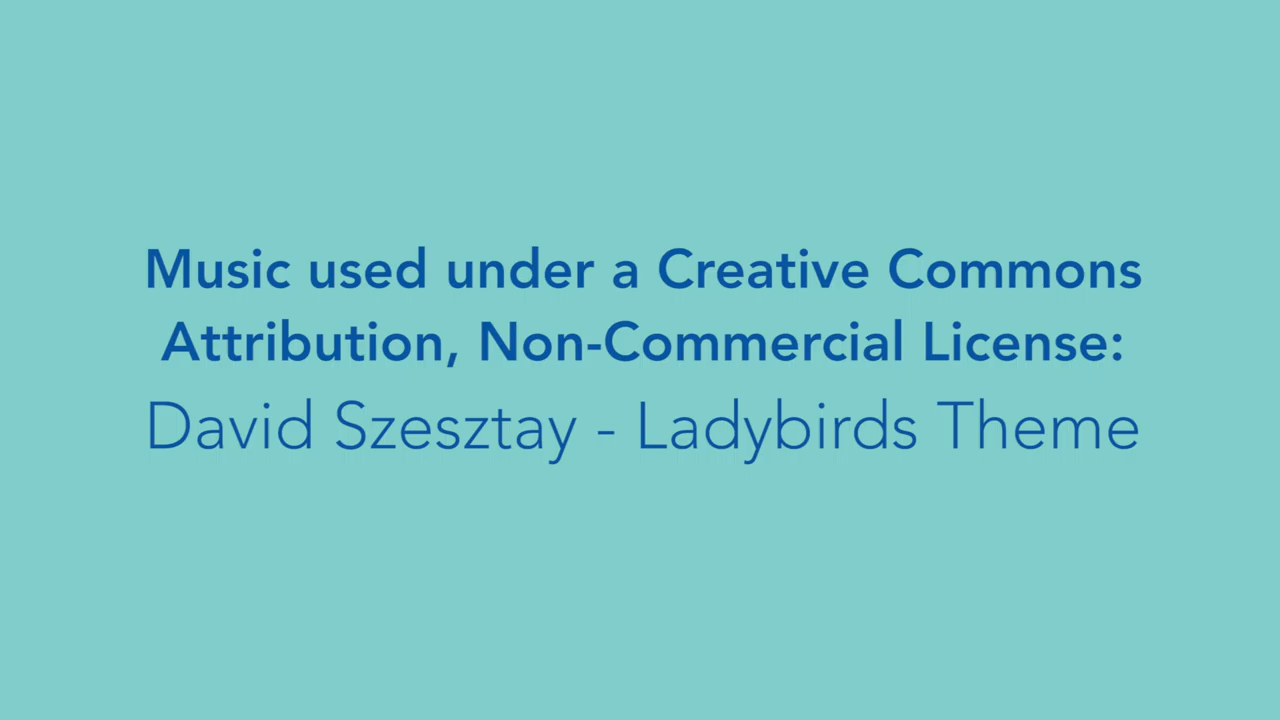 Music used under a Creative Commons
Attribution, Non-Commercial License:
David Szesztay - Ladybirds Theme